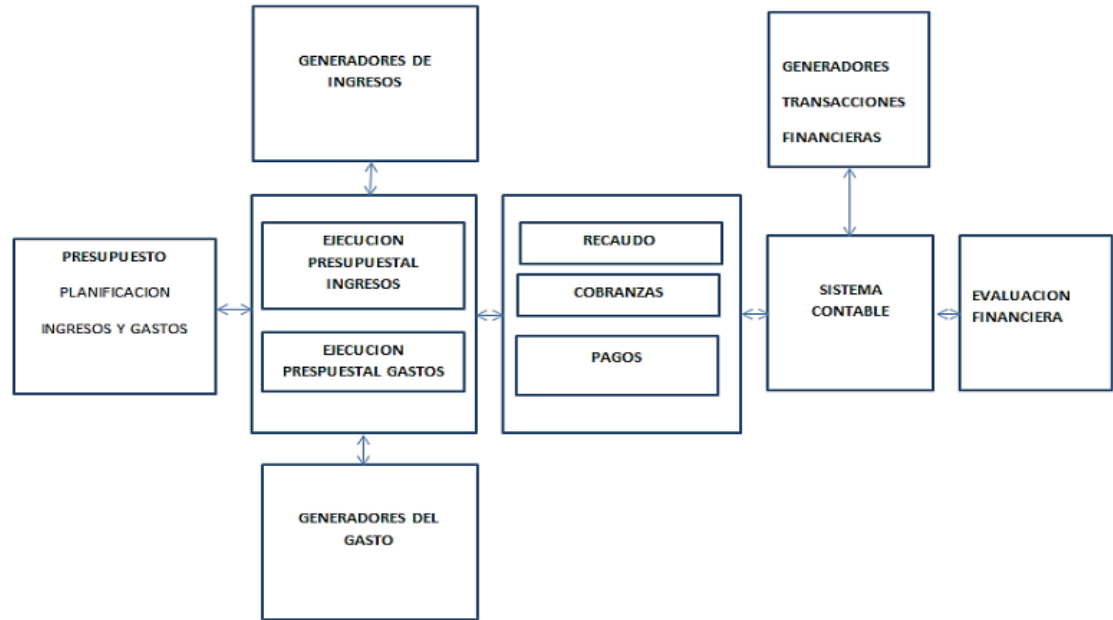 GENERADORES DE
INGRESOS
GENERADORES
TRANSACCIONES
FINANCIERAS
PRESUPUESTO
PLANIFICACION
INGRESOS Y GASTOS
EJECUCION
PRESUPUESTAL
INGRESOS
EJECUCION
PRESPUESTAL GASTOS
RECAUDO
COBRANZAS
PAGOS
SISTEMA
CONTABLE
EVALUACION
FINANCIERA
GENERADORES DEL
GASTO